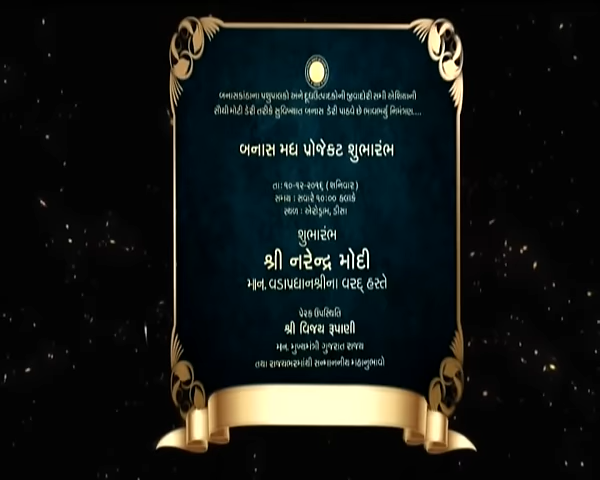 બનાસકાંઠાના પશુપાલકો અને દૂધઉત્પાદકોની જીવાદોરી સમી એશિયાની
સૌથી મોટી ડેરી તરીકે સુવિખ્યાત બનાસ ડેરી પાઠવે છે ભાવભર્યુ નિમંત્રણ....
બનાસ મધ પ્રોજેકટ શુભારંભ
તા : ૧૦-૧૨-૨૦૧૬ (શનિવાર)
સમય : સવારે ૧૦:૦૦ કલાકે
સ્થળ : એરોડ્રામ, ડીસા
શુભારંભ
શ્રી નરેન્દ્ર મોદી
માન. વડાપ્રધાનશ્રીના વરદ્ હસ્તે
પ્રેરક ઉપસ્થિતિ
શ્રી વિજય રૂપાણી
માન. મુખ્યમંત્રી ગુજરાત રાજ્ય
તથા રાજ્યભરમાંથી સન્માનનીય મહાનુભાવો